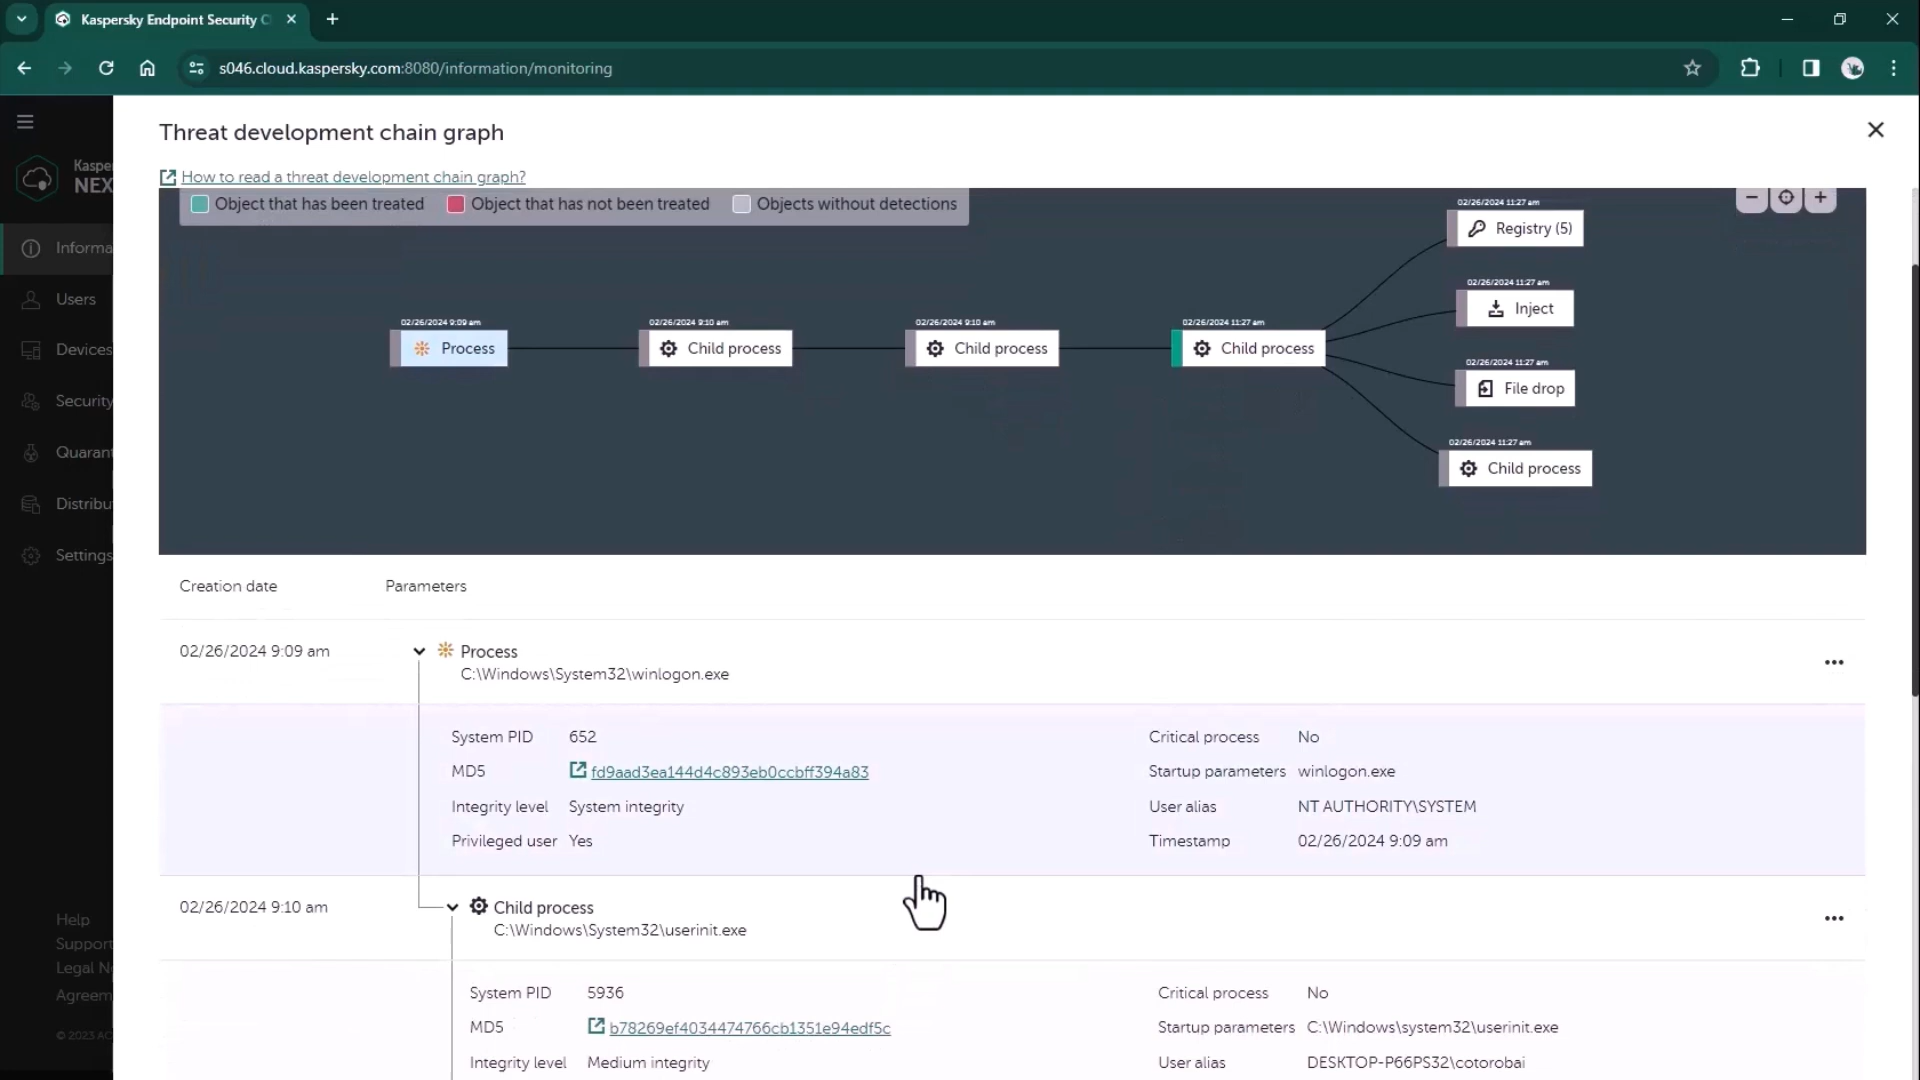 Kaspersky Endpoint Security C
s046.cloud.kaspersky.com:8080/information/monitoring
Threat development chain graph
How to read a threat development chain graph?
Kaspe
NEX
Informa
Users
Devices
Security
Quarant
Distribu
Settings
Help
Support
Legal N
Agreem
© 2023 AC
Object that has been treated
Object that has not been treated
Objects without detections
02/26/2024 9:09 am
Process
02/26/2024 9:10 am
Child process
02/26/2024 9:10 am
Child process
02/26/2024 11:27 am
Child process
02/26/2024 11:27 am
Registry (5)
02/26/2024 11:27 am
Inject
02/26/2024 11:27 am
File drop
02/26/2024 11:27 am
Child process
Creation date Parameters
02/26/2024 9:09 am Process
C:\Windows\System32\winlogon.exe
System PID 652 Critical process No
MD5 fd9aad3ea144d4c893eb0ccbff394a83 Startup parameters winlogon.exe
Integrity level System integrity User alias NT AUTHORITY\SYSTEM
Privileged user Yes Timestamp 02/26/2024 9:09 am
02/26/2024 9:10 am Child process
C:\Windows\System32\userinit.exe
System PID 5936 Critical process No
MD5 b78269ef4034474766cb1351e94edf5c Startup parameters C:\Windows\system32\userinit.exe
Integrity level Medium integrity User alias DESKTOP-P66PS32\cotorobai